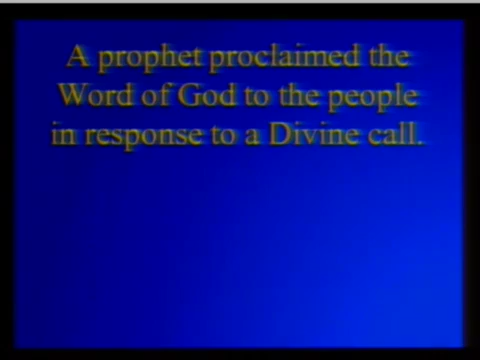 A prophet proclaimed the
Word of God to the people
in response to a Divine call.